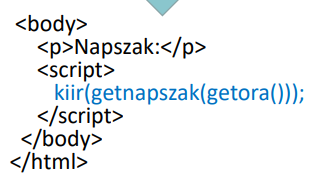 <body>
<p>Napszak:</p>
<script>
kiir(getnapszak(getora()));
</script>
</body>
</html>